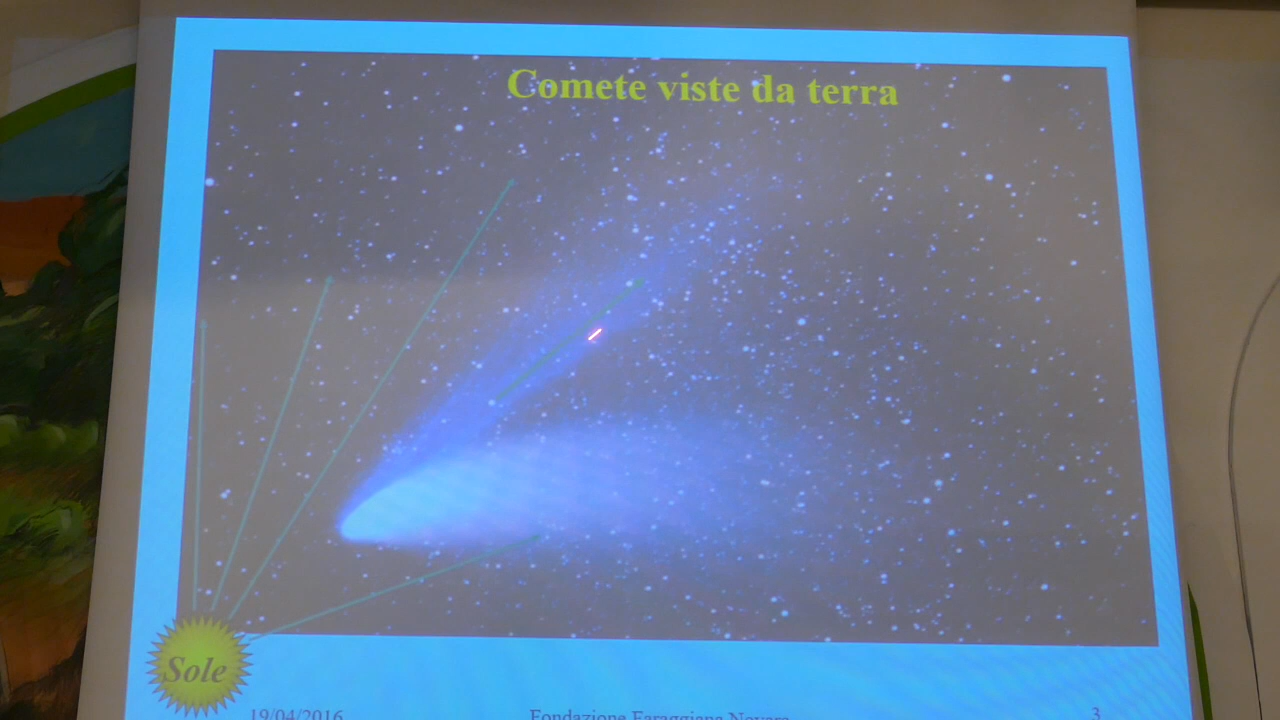 Comete viste da terra
Sole
19/04/2016
Fondazione Faraggiana Novara
3